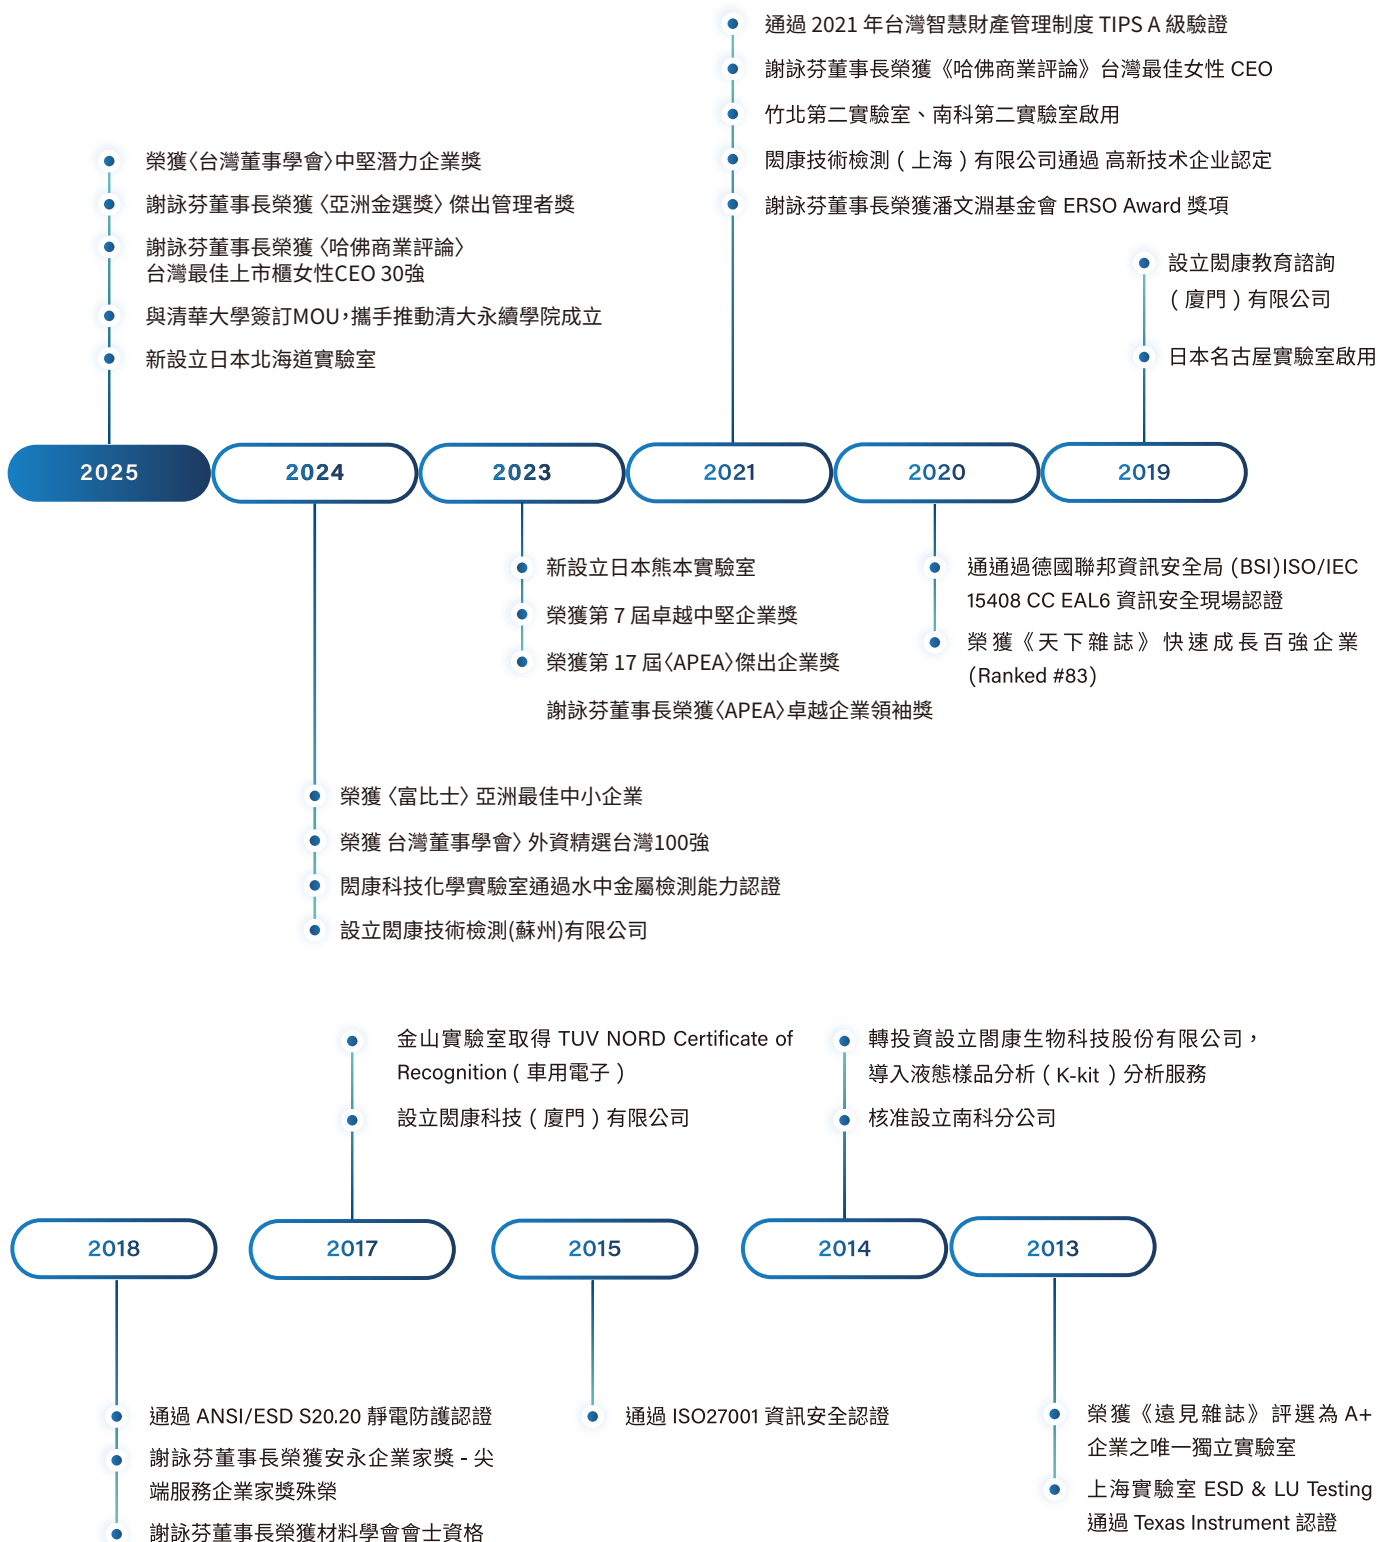 通過 2021 年台灣智慧財產管理制度 TIPS A 級驗證
謝詠芬董事長榮獲《哈佛商業評論》台灣最佳女性 CEO
竹北第二實驗室、南科第二實驗室啟用
閎康技術檢測 ( 上海 ) 有限公司通過 高新技术企业認定
謝詠芬董事長榮獲潘文淵基金會 ERSO Award 獎項
榮獲〈台灣董事學會〉中堅潛力企業獎
謝詠芬董事長榮獲〈亞洲金選獎〉傑出管理者獎
謝詠芬董事長榮獲〈哈佛商業評論〉
台灣最佳上市櫃女性CEO 30強
與清華大學簽訂MOU，攜手推動清大永續學院成立
新設立日本北海道實驗室
設立閎康教育諮詢
( 廈門 ) 有限公司
日本名古屋實驗室啟用
2025
2024
2023
2021
2020
2019
新設立日本熊本實驗室
榮獲第 7 屆卓越中堅企業獎
榮獲第 17 屆〈APEA〉傑出企業獎
謝詠芬董事長榮獲〈APEA〉卓越企業領袖獎
通通過德國聯邦資訊安全局 (BSI)ISO/IEC
15408 CC EAL6 資訊安全現場認證
榮獲《天下雜誌》快速成長百強企業
(Ranked #83)
榮獲〈富比士〉亞洲最佳中小企業
榮獲 台灣董事學會〉外資精選台灣100強
閎康科技化學實驗室通過水中金屬檢測能力認證
設立閎康技術檢測(蘇州)有限公司
金山實驗室取得 TUV NORD Certificate of
Recognition ( 車用電子 )
設立閎康科技 ( 廈門 ) 有限公司
轉投資設立閤康生物科技股份有限公司，
導入液態樣品分析 ( K-kit ) 分析服務
核准設立南科分公司
2018
2017
2015
2014
2013
通過 ANSI/ESD S20.20 靜電防護認證
謝詠芬董事長榮獲安永企業家獎 - 尖
端服務企業家獎殊榮
謝詠芬董事長榮獲材料學會會士資格
通過 ISO27001 資訊安全認證
榮獲《遠見雜誌》評選為 A+
企業之唯一獨立實驗室
上海實驗室 ESD & LU Testing
通過 Texas Instrument 認證